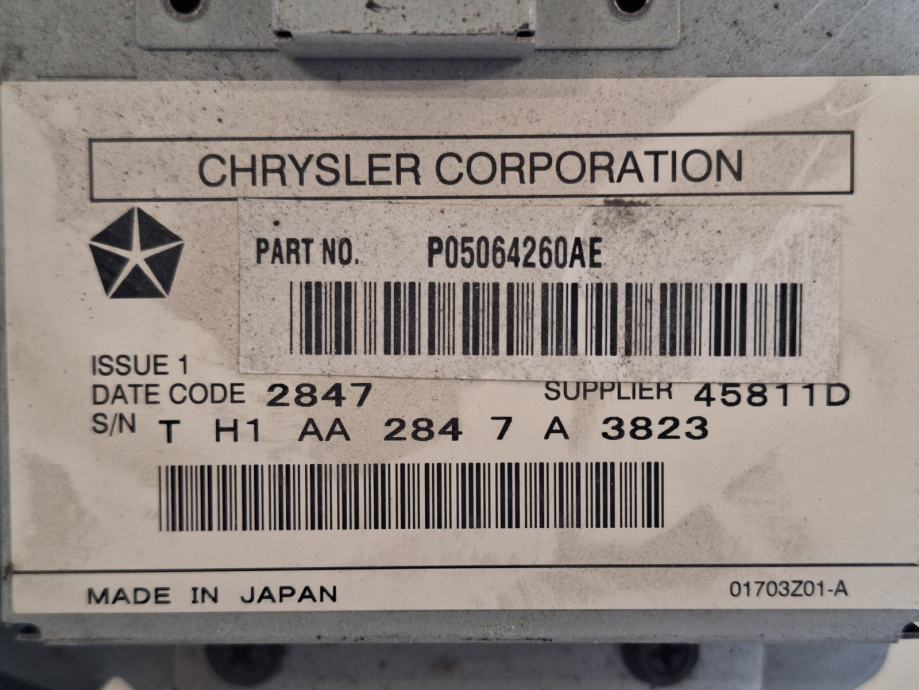 CHRYSLER CORPORATION
PART NO. P05064260AE
ISSUE 1
DATE CODE 2847 SUPPLIER 45811D
S/N T H1 AA 284 7 A 3823
MADE IN JAPAN 01703Z01-A